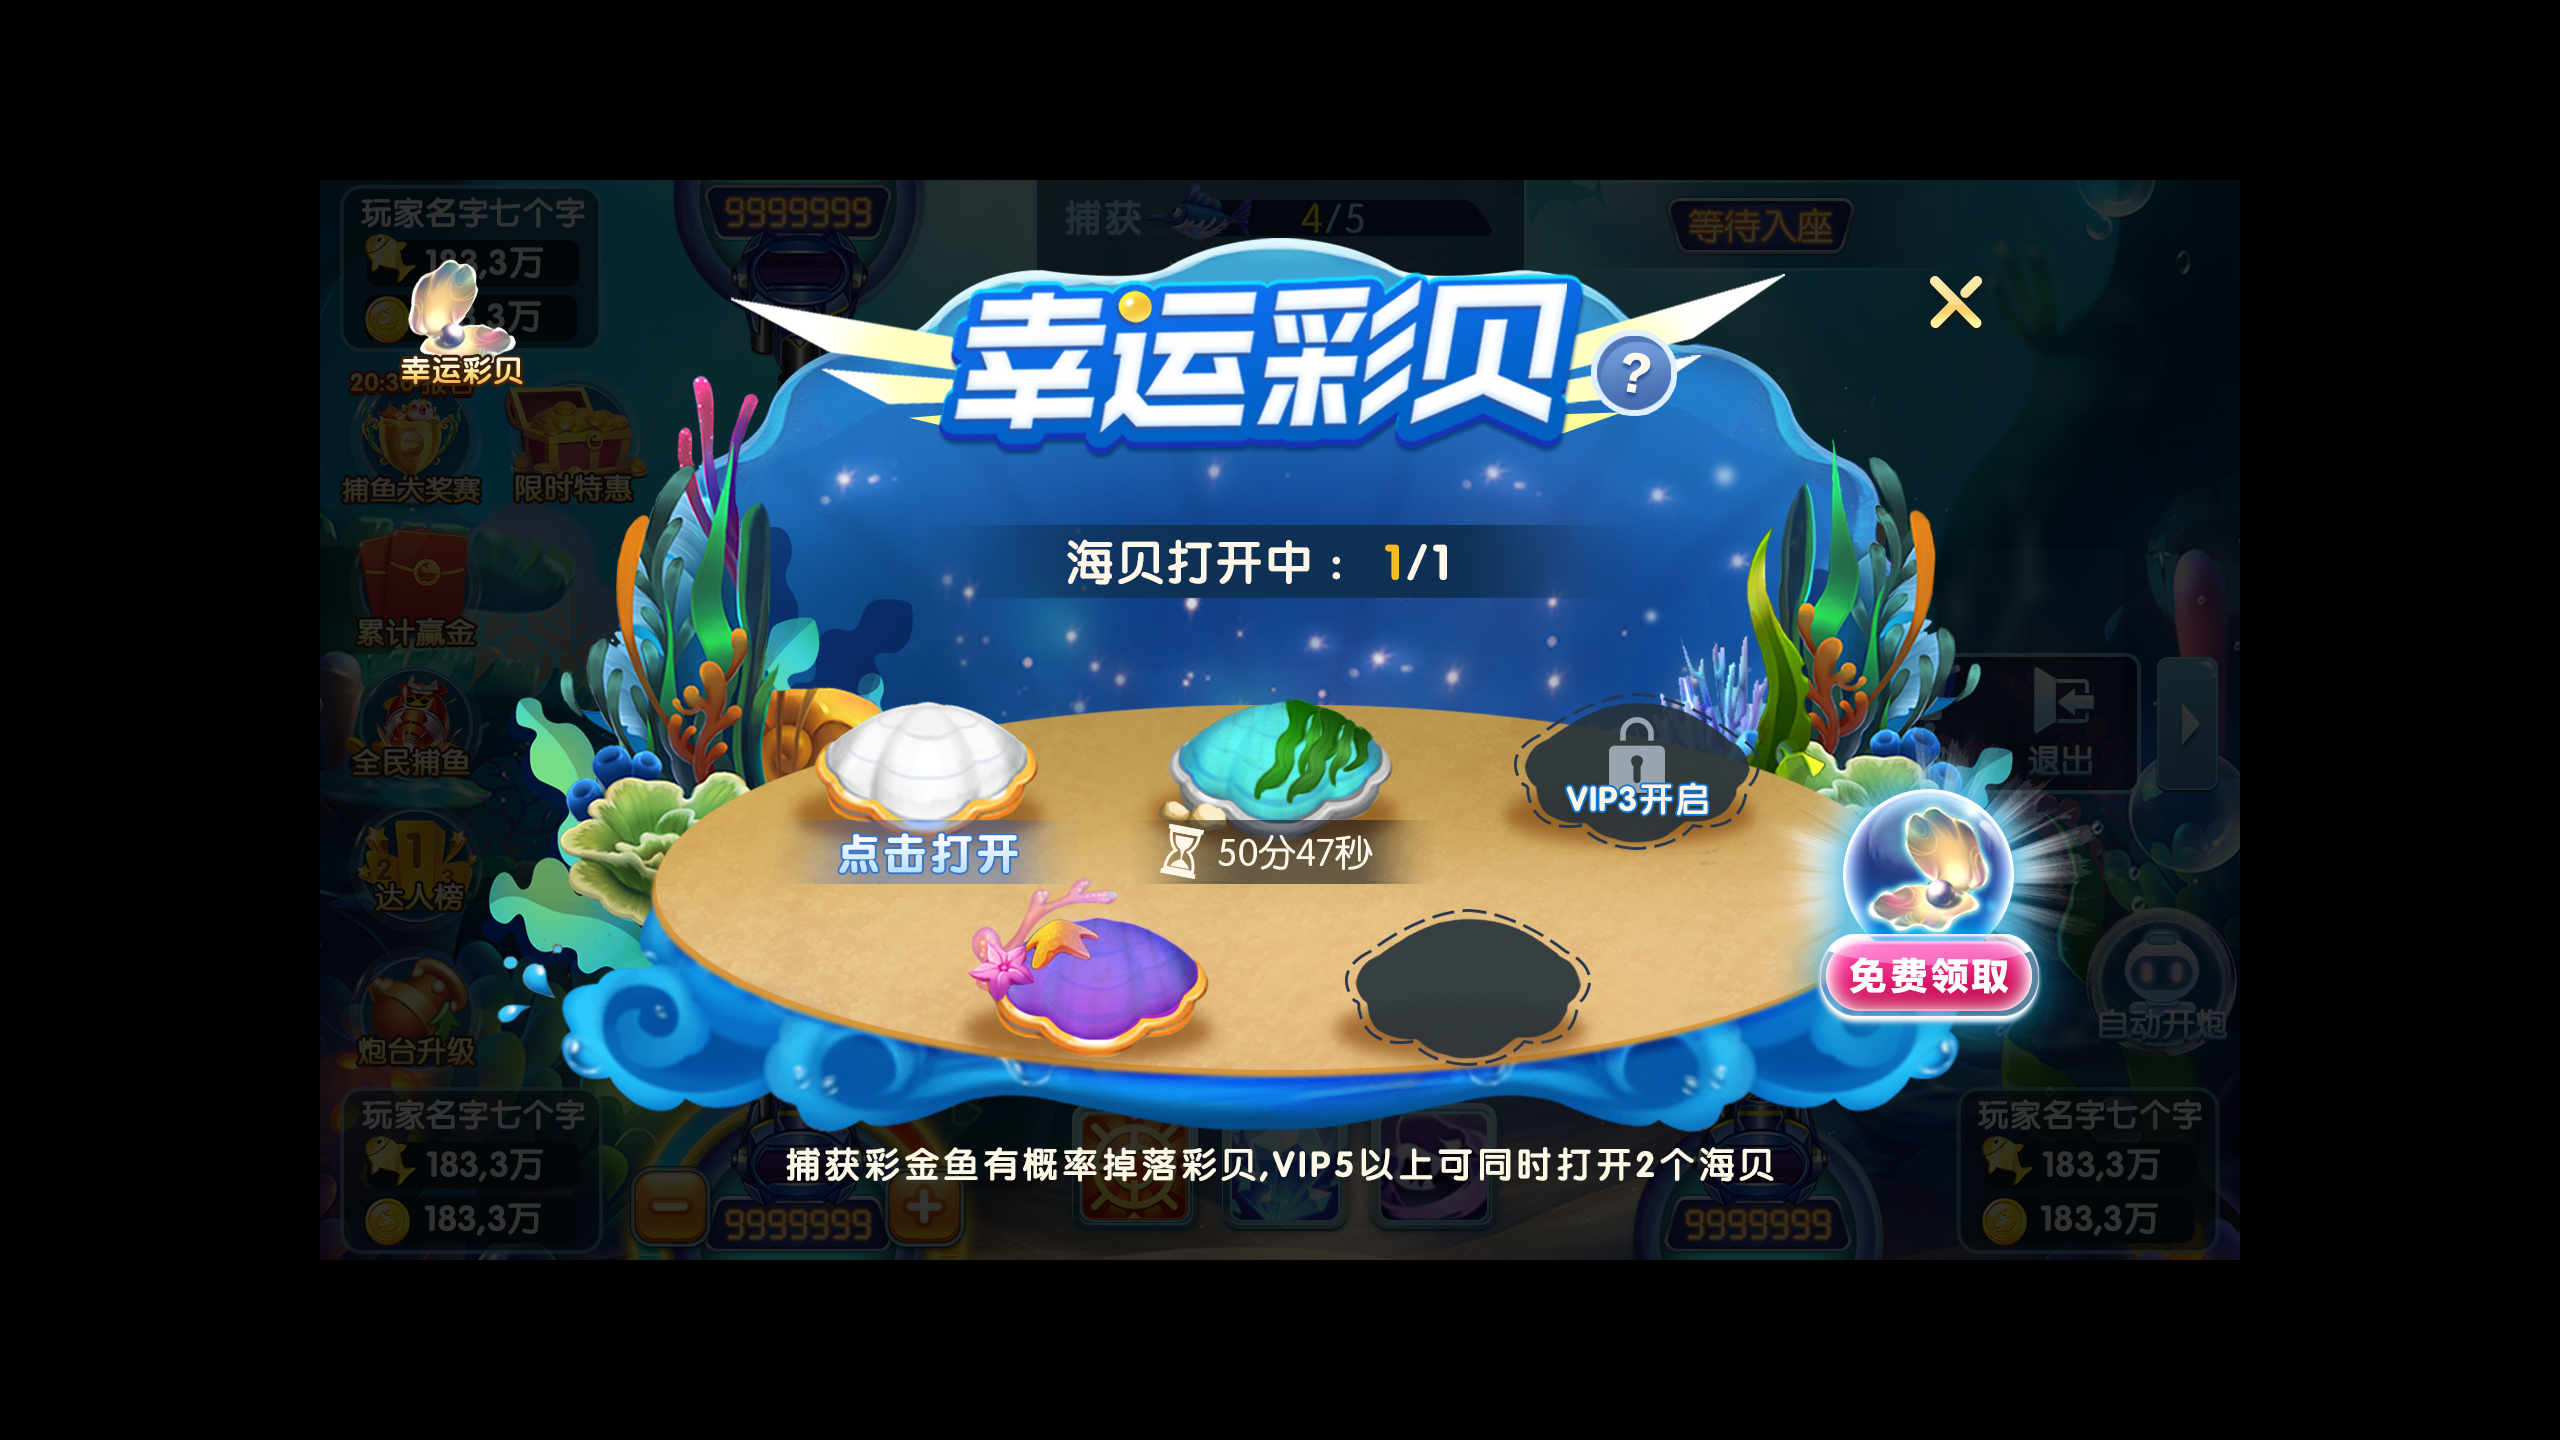 玩家名字七个字
9999999
捕获 4/5
等待入座
183,3万
3万
幸运彩贝
幸运彩贝
?
20:30
捕鱼大奖赛
限时特惠
海贝打开中： 1/1
累计赢金
全民捕鱼
退出
VIP3开启
点击打开
50分47秒
1
2
3
达人榜
免费领取
自动开炮
炮台升级
玩家名字七个字
183,3万
183,3万
9999999
捕获彩金鱼有概率掉落彩贝,VIP5以上可同时打开2个海贝
9999999
玩家名字七个字
183,3万
183,3万